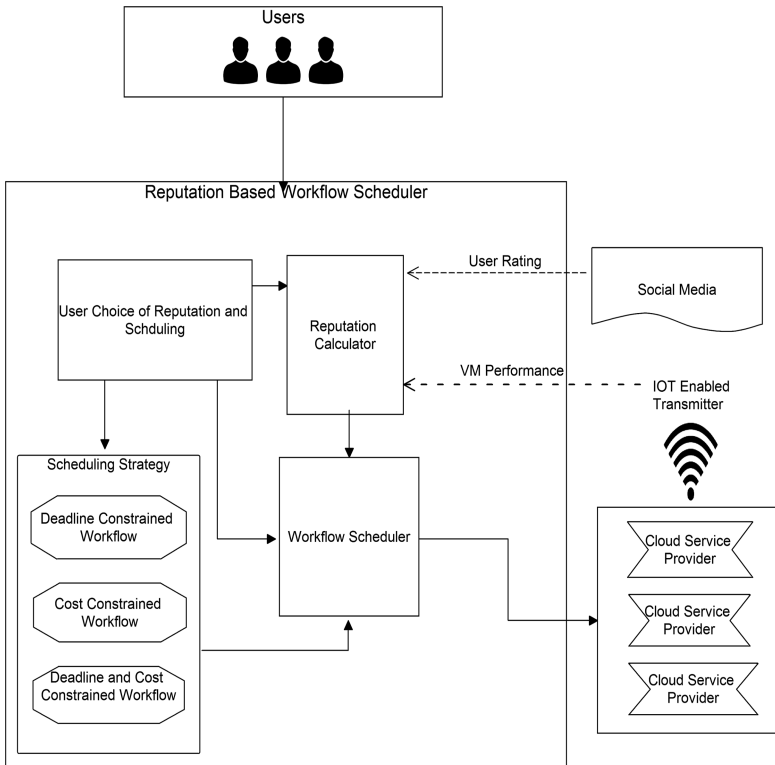 Users
Reputation Based Workflow Scheduler
User Choice of Reputation and
Schduling
Reputation
Calculator
User Rating
Social Media
VM Performance
IOT Enabled
Transmitter
Scheduling Strategy
Deadline Constrained
Workflow
Cost Constrained
Workflow
Deadline and Cost
Constrained Workflow
Workflow Scheduler
Cloud Service
Provider
Cloud Service
Provider
Cloud Service
Provider